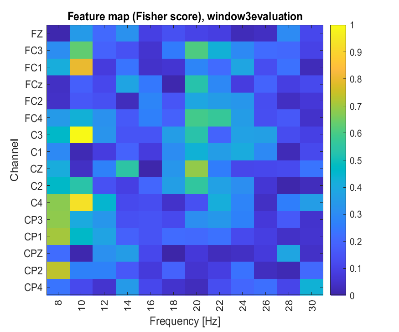 Feature map (Fisher score), window3evaluation
Channel
FZ
FC3
FC1
FCz
FC2
FC4
C3
C1
CZ
C2
C4
CP3
CP1
CPZ
CP2
CP4
8 10 12 14 16 18 20 22 24 26 28 30
Frequency [Hz]
1
0.9
0.8
0.7
0.6
0.5
0.4
0.3
0.2
0.1
0